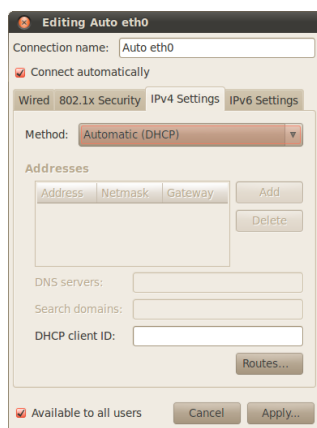 Editing Auto eth0
Connection name: Auto eth0
Connect automatically
Wired 802.1x Security IPv4 Settings IPv6 Settings
Method: Automatic (DHCP)
Addresses
Address Netmask Gateway Add
Delete
DNS servers:
Search domains:
DHCP client ID:
Routes...
Available to all users Cancel Apply...